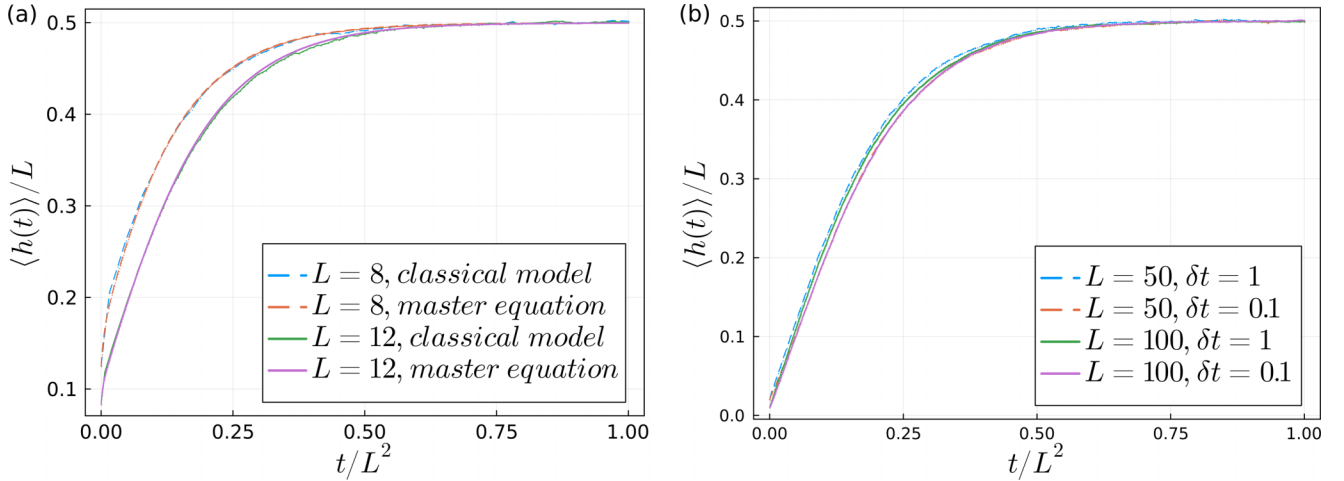 (a)
0.5
0.4
0.3
0.2
0.1
⟨h(t)⟩/L
L = 8, classical model
L = 8, master equation
L = 12, classical model
L = 12, master equation
0.00 0.25 0.50 0.75 1.00
t/L²
(b)
0.5
0.4
0.3
0.2
0.1
0.0
⟨h(t)⟩/L
L = 50, δt = 1
L = 50, δt = 0.1
L = 100, δt = 1
L = 100, δt = 0.1
0.00 0.25 0.50 0.75 1.00
t/L²